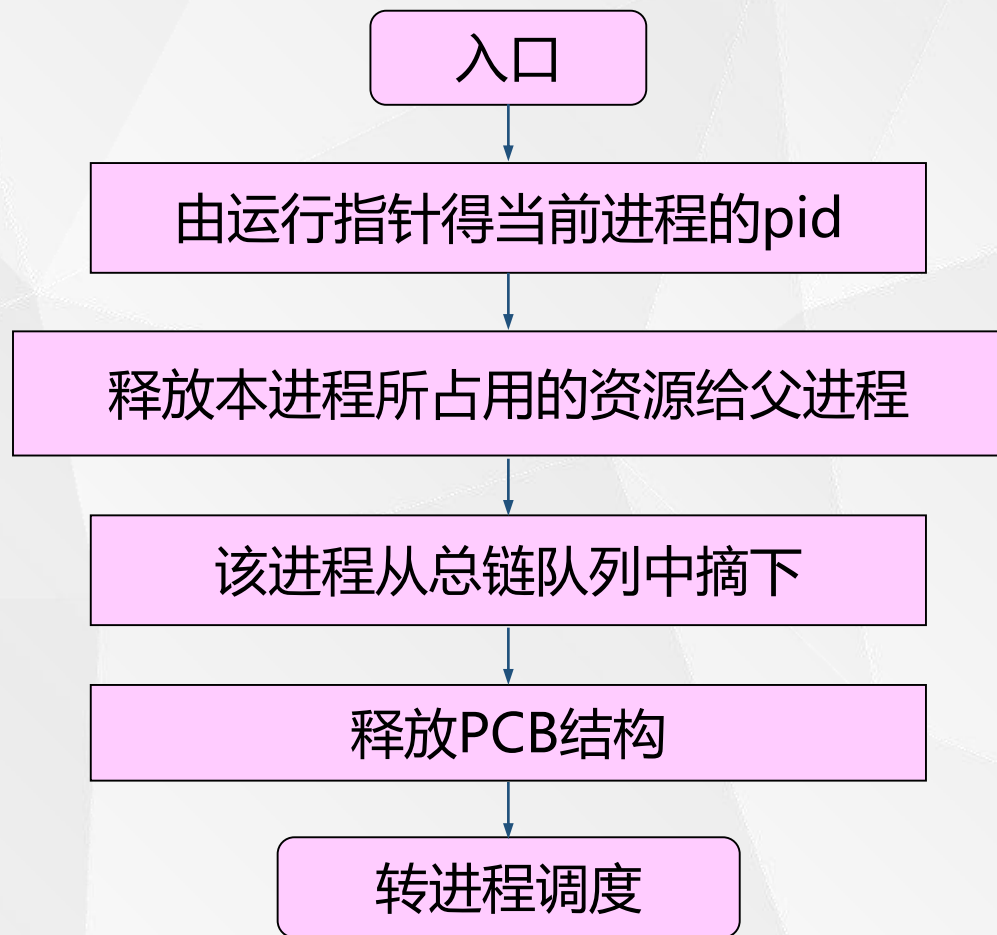 入口
由运行指针得当前进程的pid
释放本进程所占用的资源给父进程
该进程从总链队列中摘下
释放PCB结构
转进程调度